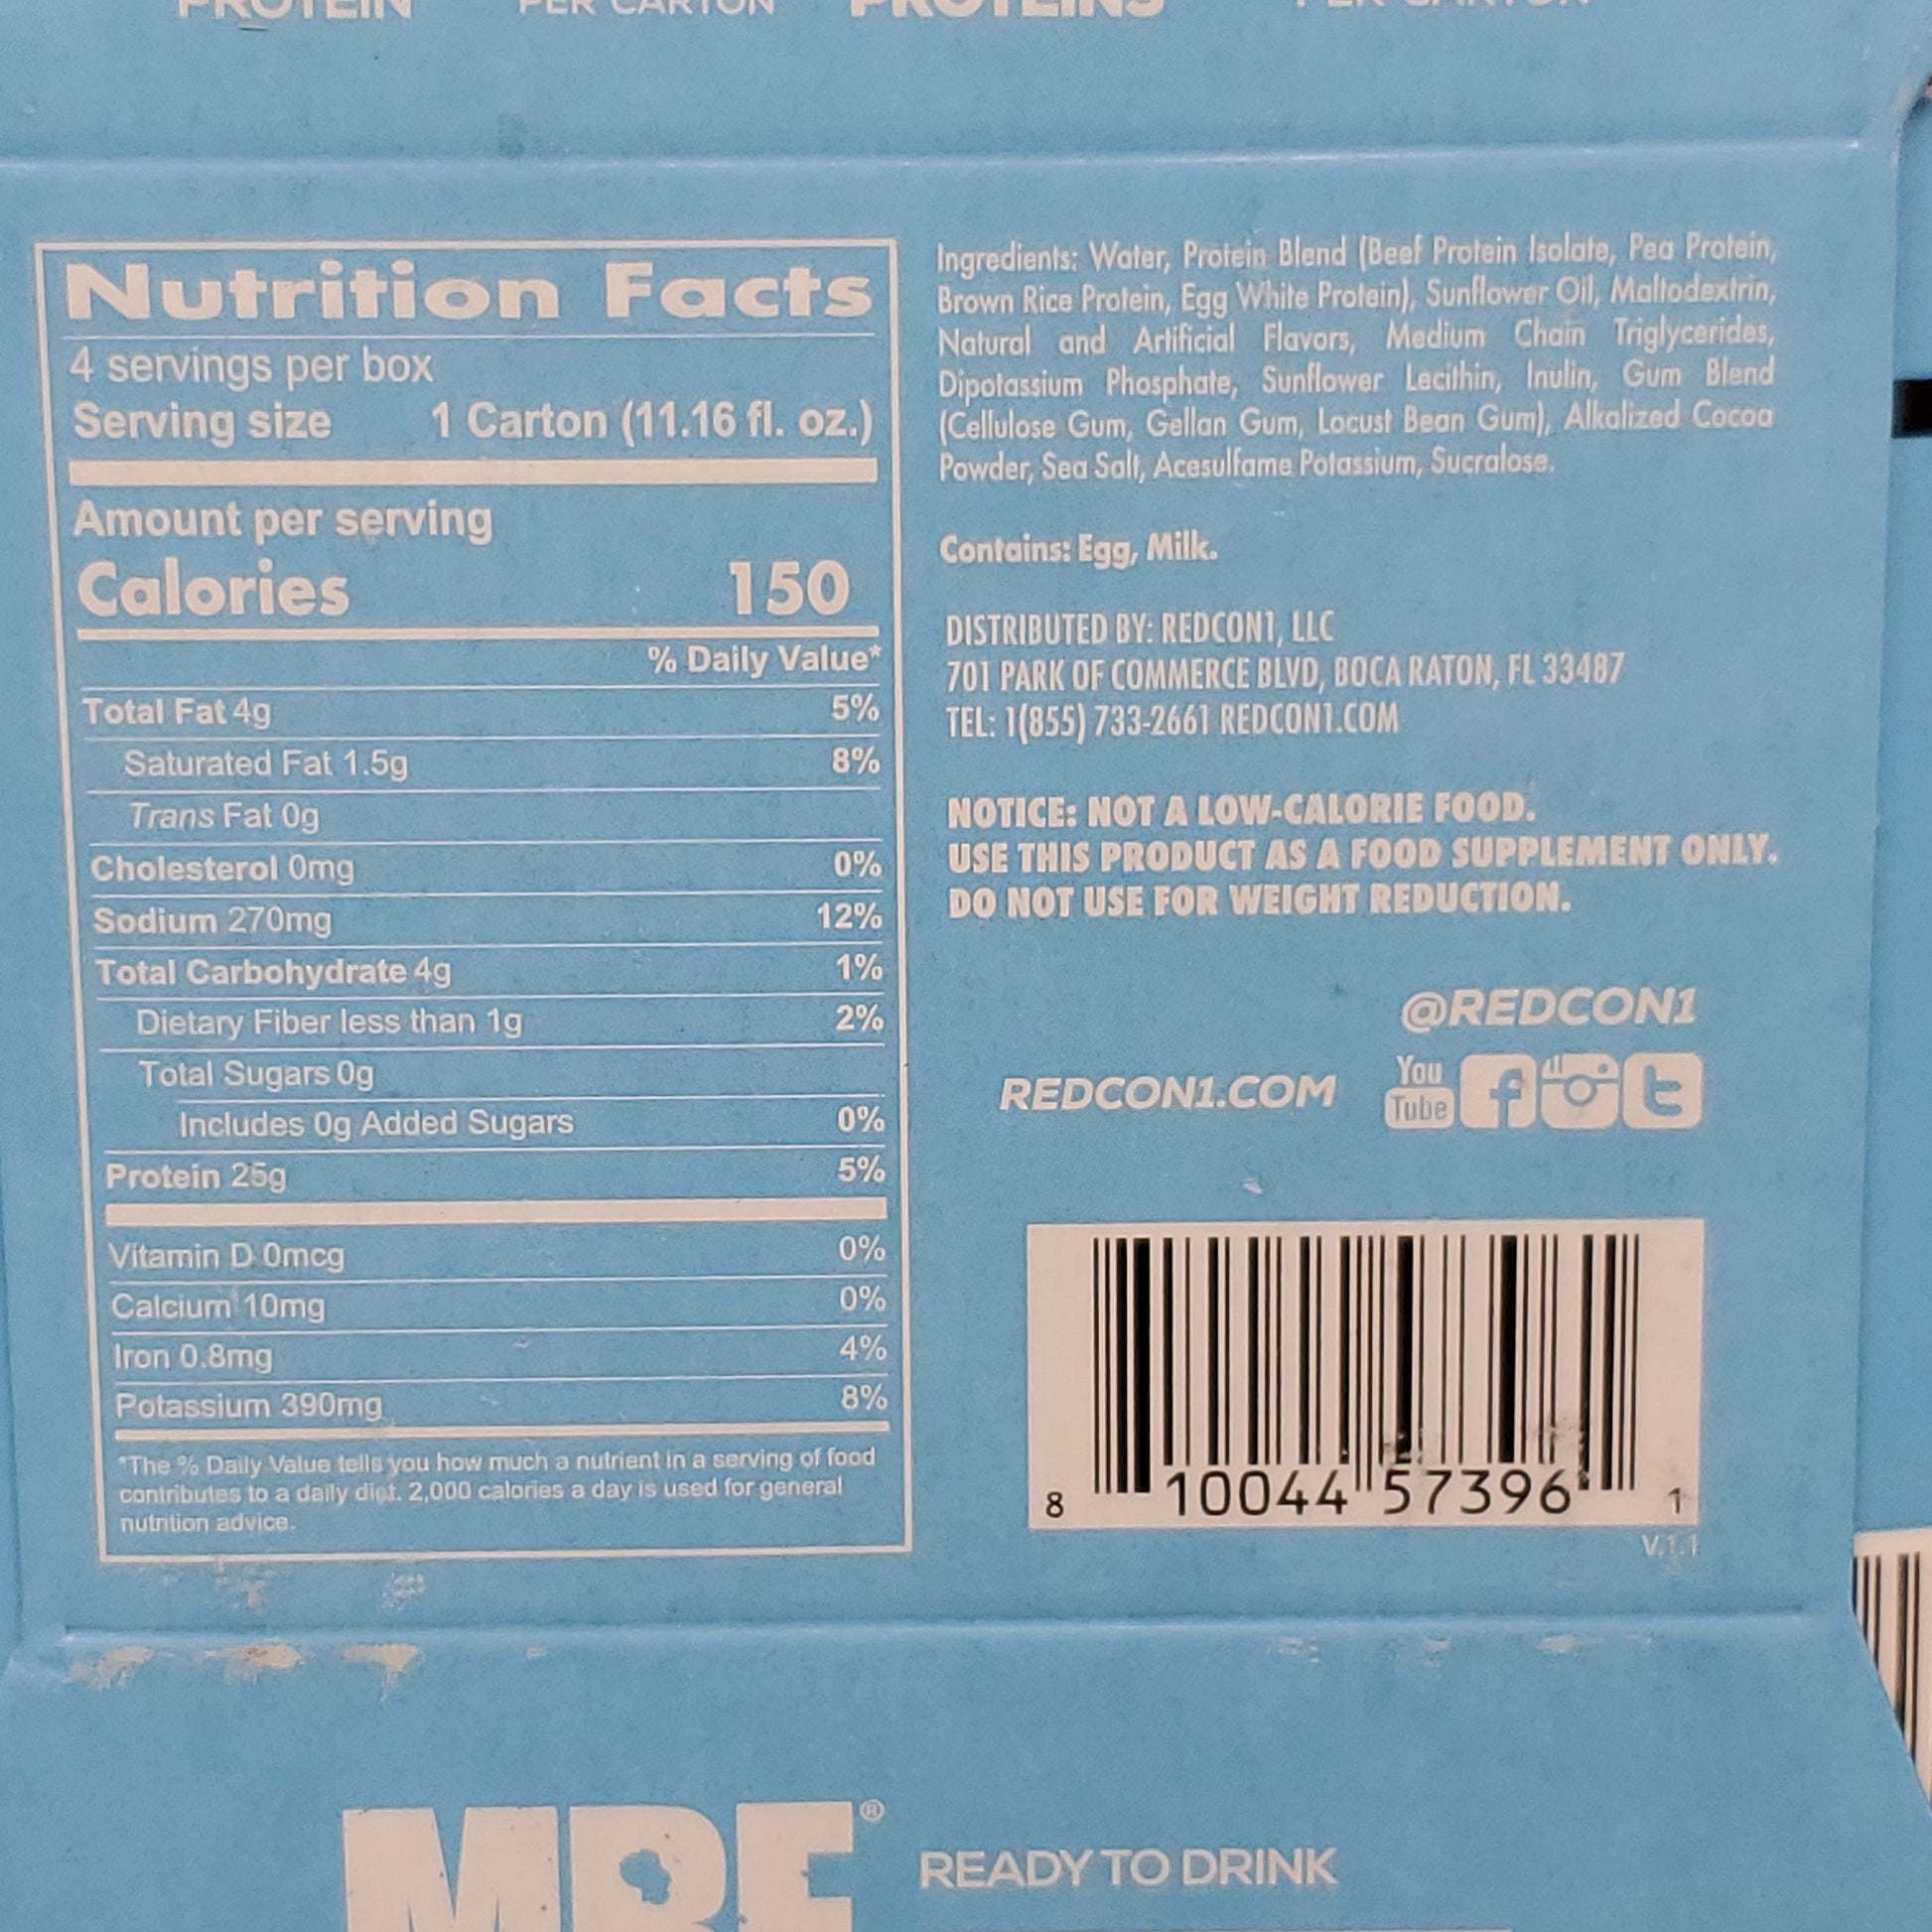 PROTEIN PER CARTON PROTEINS PER CARTON
Nutrition Facts
4 servings per box
Serving size 1 Carton (11.16 fl. oz.)
Amount per serving
Calories 150
% Daily Value*
Total Fat 4g 5%
Saturated Fat 1.5g 8%
Trans Fat 0g
Cholesterol 0mg 0%
Sodium 270mg 12%
Total Carbohydrate 4g 1%
Dietary Fiber less than 1g 2%
Total Sugars 0g
Includes 0g Added Sugars 0%
Protein 25g 5%
Vitamin D 0mcg 0%
Calcium 10mg 0%
Iron 0.8mg 4%
Potassium 390mg 8%
*The % Daily Value tells you how much a nutrient in a serving of food
contributes to a daily diet. 2,000 calories a day is used for general
nutrition advice.
Ingredients: Water, Protein Blend (Beef Protein Isolate, Pea Protein,
Brown Rice Protein, Egg White Protein), Sunflower Oil, Maltodextrin,
Natural and Artificial Flavors, Medium Chain Triglycerides,
Dipotassium Phosphate, Sunflower Lecithin, Inulin, Gum Blend
(Cellulose Gum, Gellan Gum, Locust Bean Gum), Alkalized Cocoa
Powder, Sea Salt, Acesulfame Potassium, Sucralose.
Contains: Egg, Milk.
DISTRIBUTED BY: REDCON1, LLC
701 PARK OF COMMERCE BLVD, BOCA RATON, FL 33487
TEL: 1(855) 733-2661 REDCON1.COM
NOTICE: NOT A LOW-CALORIE FOOD.
USE THIS PRODUCT AS A FOOD SUPPLEMENT ONLY.
DO NOT USE FOR WEIGHT REDUCTION.
@REDCON1
REDCON1.COM You Tube f t
8 10044 57396 1
V.1.1
MRE®
READY TO DRINK